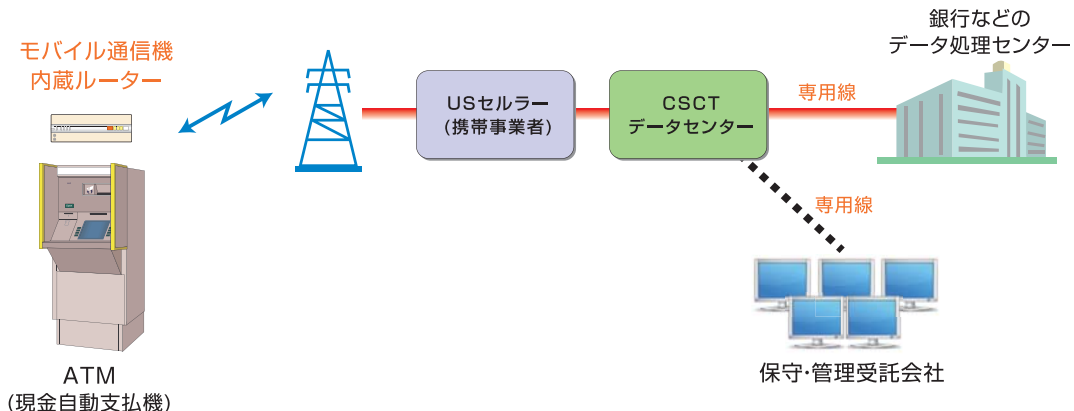 モバイル通信機
内蔵ルーター
ATM
(現金自動支払機)
USセルラー
(携帯事業者)
CSCT
データセンター
専用線
銀行などの
データ処理センター
専用線
保守・管理受託会社